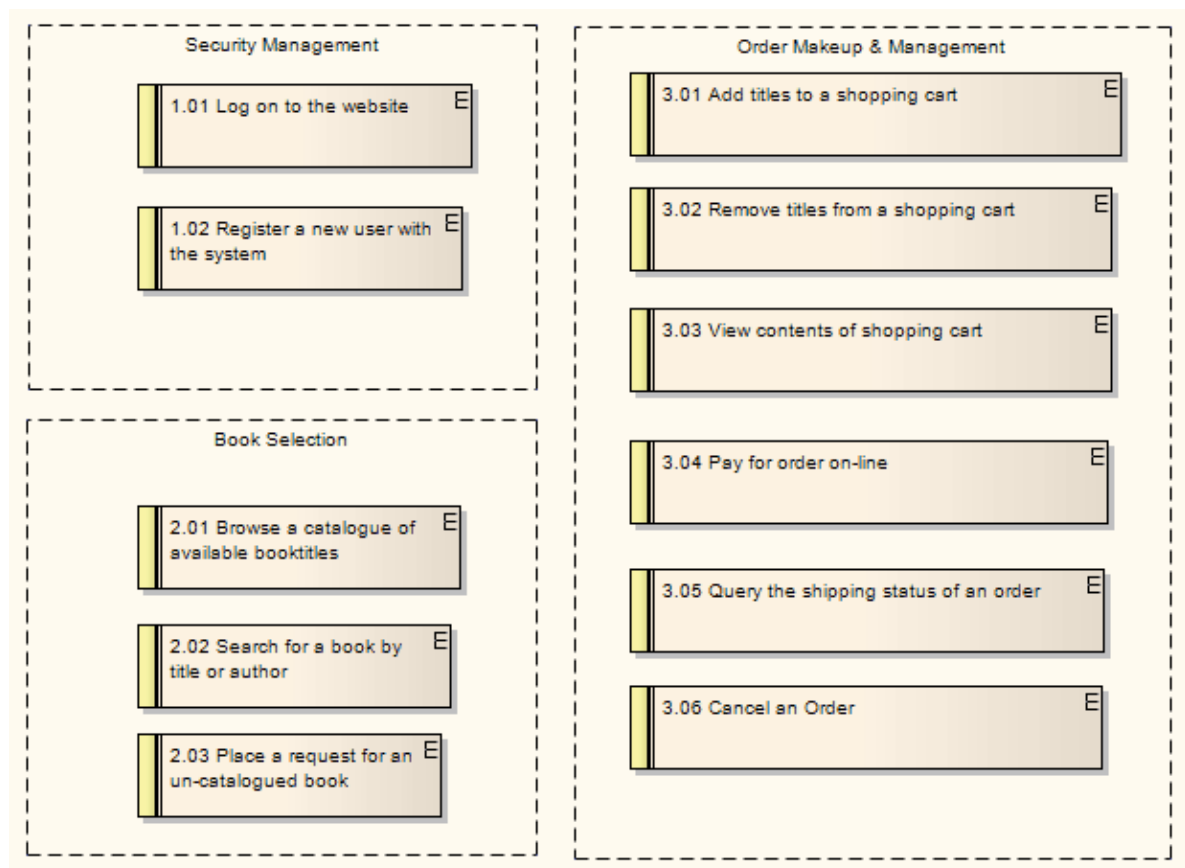 Security Management
1.01 Log on to the website
E
1.02 Register a new user with
the system
E
Book Selection
2.01 Browse a catalogue of
available booktitles
E
2.02 Search for a book by
title or author
E
2.03 Place a request for an
un-catalogued book
E
Order Makeup & Management
3.01 Add titles to a shopping cart
E
3.02 Remove titles from a shopping cart
E
3.03 View contents of shopping cart
E
3.04 Pay for order on-line
E
3.05 Query the shipping status of an order
E
3.06 Cancel an Order
E